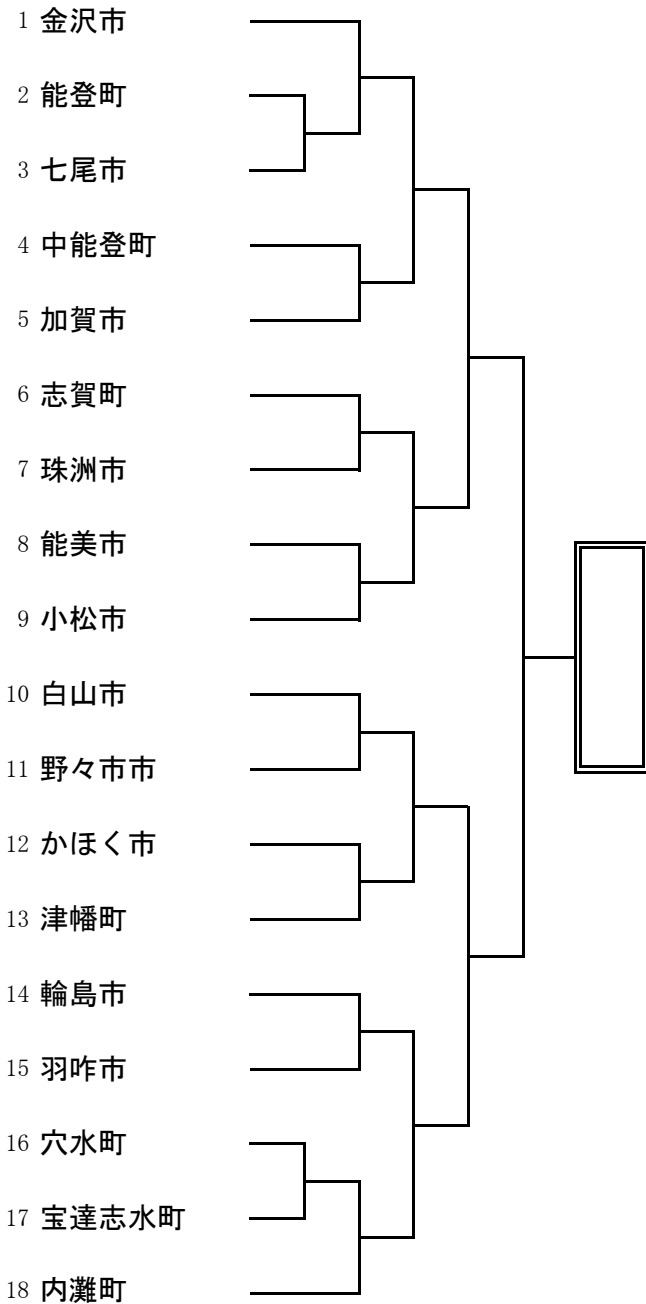 1 金沢市
2 能登町
3 七尾市
4 中能登町
5 加賀市
6 志賀町
7 珠洲市
8 能美市
9 小松市
10 白山市
11 野々市市
12 かほく市
13 津幡町
14 輪島市
15 羽咋市
16 穴水町
17 宝達志水町
18 内灘町